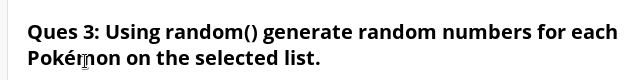 Ques 3: Using random() generate random numbers for each
Pokémon on the selected list.